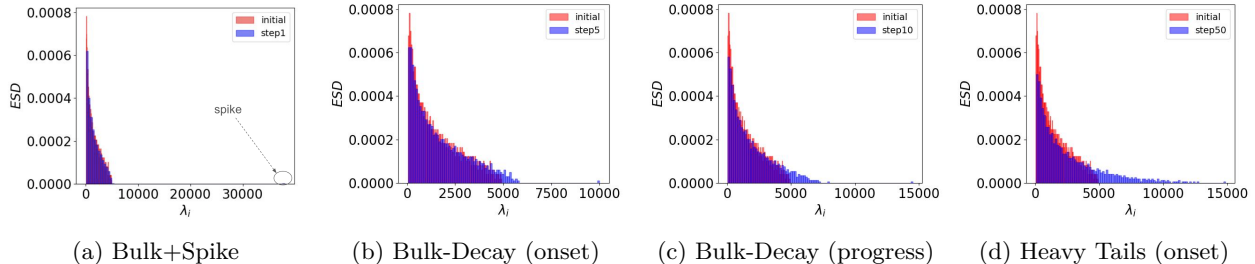 0.0008
0.0006
0.0004
0.0002
0.0000
ESD
initial
step1
spike
0 10000 20000 30000
λi
(a) Bulk+Spike
0.0008
0.0006
0.0004
0.0002
0.0000
ESD
initial
step5
0 2500 5000 7500 10000
λi
(b) Bulk-Decay (onset)
0.0008
0.0006
0.0004
0.0002
0.0000
ESD
initial
step10
0 5000 10000 15000
λi
(c) Bulk-Decay (progress)
0.0008
0.0006
0.0004
0.0002
0.0000
ESD
initial
step50
0 5000 10000 15000
λi
(d) Heavy Tails (onset)